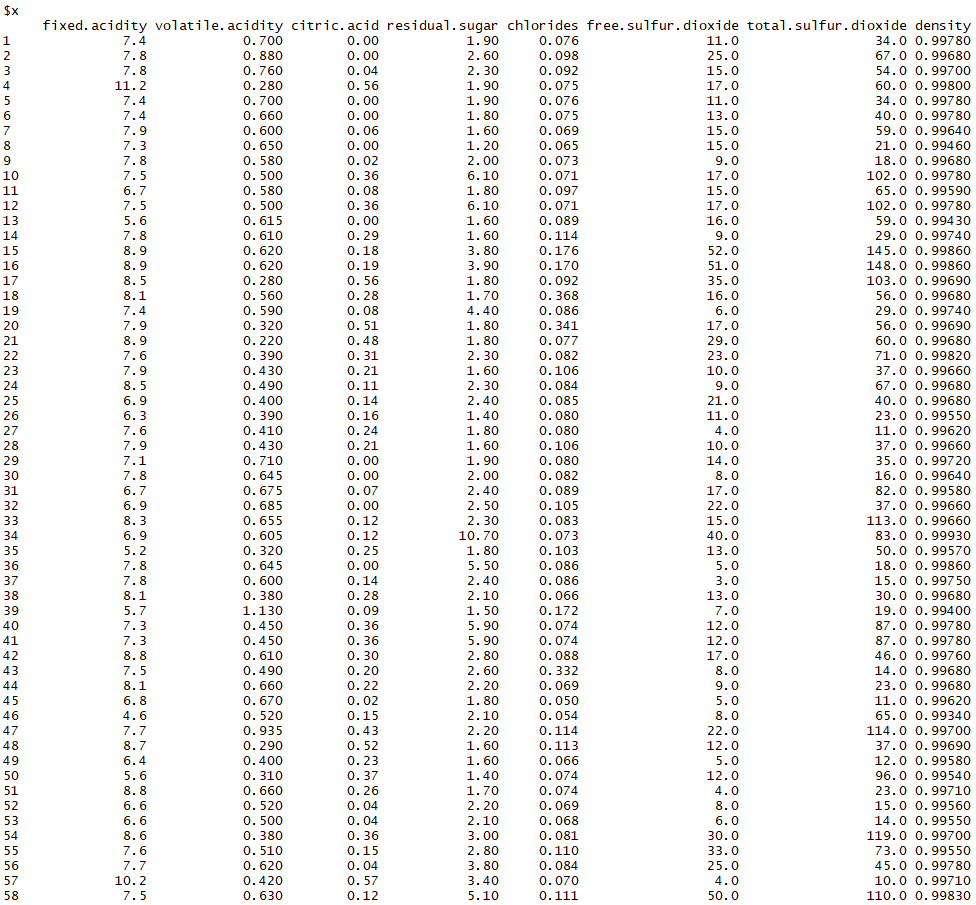 $x
fixed.acidity volatile.acidity citric.acid residual.sugar chlorides free.sulfur.dioxide total.sulfur.dioxide density
1 7.4 0.700 0.00 1.90 0.076 11.0 34.0 0.99780
2 7.8 0.880 0.00 2.60 0.098 25.0 67.0 0.99680
3 7.8 0.760 0.04 2.30 0.092 15.0 54.0 0.99700
4 11.2 0.280 0.56 1.90 0.075 17.0 60.0 0.99800
5 7.4 0.700 0.00 1.90 0.076 11.0 34.0 0.99780
6 7.4 0.660 0.00 1.80 0.075 13.0 40.0 0.99780
7 7.9 0.600 0.06 1.60 0.069 15.0 59.0 0.99640
8 7.3 0.650 0.00 1.20 0.065 15.0 21.0 0.99460
9 7.8 0.580 0.02 2.00 0.073 9.0 18.0 0.99680
10 7.5 0.500 0.36 6.10 0.071 17.0 102.0 0.99780
11 6.7 0.580 0.08 1.80 0.097 15.0 65.0 0.99590
12 7.5 0.500 0.36 6.10 0.071 17.0 102.0 0.99780
13 5.6 0.615 0.00 1.60 0.089 16.0 59.0 0.99430
14 7.8 0.610 0.29 1.60 0.114 9.0 29.0 0.99740
15 8.9 0.620 0.18 3.80 0.176 52.0 145.0 0.99860
16 8.9 0.620 0.19 3.90 0.170 51.0 148.0 0.99860
17 8.5 0.280 0.56 1.80 0.092 35.0 103.0 0.99690
18 8.1 0.560 0.28 1.70 0.368 16.0 56.0 0.99680
19 7.4 0.590 0.08 4.40 0.086 6.0 29.0 0.99740
20 7.9 0.320 0.51 1.80 0.341 17.0 56.0 0.99690
21 8.9 0.220 0.48 1.80 0.077 29.0 60.0 0.99680
22 7.6 0.390 0.31 2.30 0.082 23.0 71.0 0.99820
23 7.9 0.430 0.21 1.60 0.106 10.0 37.0 0.99660
24 8.5 0.490 0.11 2.30 0.084 9.0 67.0 0.99680
25 6.9 0.400 0.14 2.40 0.085 21.0 40.0 0.99680
26 6.3 0.390 0.16 1.40 0.080 11.0 23.0 0.99550
27 7.6 0.410 0.24 1.80 0.080 4.0 11.0 0.99620
28 7.9 0.430 0.21 1.60 0.106 10.0 37.0 0.99660
29 7.1 0.710 0.00 1.90 0.080 14.0 35.0 0.99720
30 7.8 0.645 0.00 2.00 0.082 8.0 16.0 0.99640
31 6.7 0.675 0.07 2.40 0.089 17.0 82.0 0.99580
32 6.9 0.685 0.00 2.50 0.105 22.0 37.0 0.99660
33 8.3 0.655 0.12 2.30 0.083 15.0 113.0 0.99660
34 6.9 0.605 0.12 10.70 0.073 40.0 83.0 0.99930
35 5.2 0.320 0.25 1.80 0.103 13.0 50.0 0.99570
36 7.8 0.645 0.00 5.50 0.086 5.0 18.0 0.99860
37 7.8 0.600 0.14 2.40 0.086 3.0 15.0 0.99750
38 8.1 0.380 0.28 2.10 0.066 13.0 30.0 0.99680
39 5.7 1.130 0.09 1.50 0.172 7.0 19.0 0.99400
40 7.3 0.450 0.36 5.90 0.074 12.0 87.0 0.99780
41 7.3 0.450 0.36 5.90 0.074 12.0 87.0 0.99780
42 8.8 0.610 0.30 2.80 0.088 17.0 46.0 0.99760
43 7.5 0.490 0.20 2.60 0.332 8.0 14.0 0.99680
44 8.1 0.660 0.22 2.20 0.069 9.0 23.0 0.99680
45 6.8 0.670 0.02 1.80 0.050 5.0 11.0 0.99620
46 4.6 0.520 0.15 2.10 0.054 8.0 65.0 0.99340
47 7.7 0.935 0.43 2.20 0.114 22.0 114.0 0.99700
48 8.7 0.290 0.52 1.60 0.113 12.0 37.0 0.99690
49 6.4 0.400 0.23 1.60 0.066 5.0 12.0 0.99580
50 5.6 0.310 0.37 1.40 0.074 12.0 96.0 0.99540
51 8.8 0.660 0.26 1.70 0.074 4.0 23.0 0.99710
52 6.6 0.520 0.04 2.20 0.069 8.0 15.0 0.99560
53 6.6 0.500 0.04 2.10 0.068 6.0 14.0 0.99550
54 8.6 0.380 0.36 3.00 0.081 30.0 119.0 0.99700
55 7.6 0.510 0.15 2.80 0.110 33.0 73.0 0.99550
56 7.7 0.620 0.04 3.80 0.084 25.0 45.0 0.99780
57 10.2 0.420 0.57 3.40 0.070 4.0 10.0 0.99710
58 7.5 0.630 0.12 5.10 0.111 50.0 110.0 0.99830